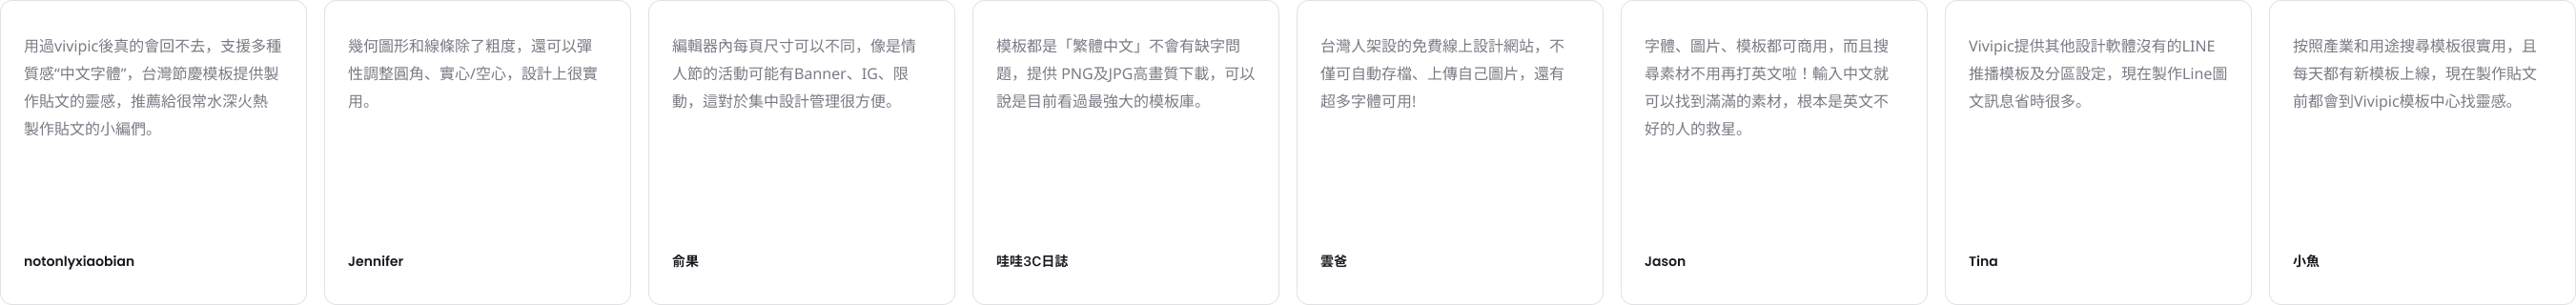 用過vivipic後真的會回不去，支援多種
質感“中文字體”，台灣節慶模板提供製
作貼文的靈感，推薦給很常水深火熱
製作貼文的小編們。
notonlyxiaobian
幾何圖形和線條除了粗度，還可以彈
性調整圓角、實心/空心，設計上很實
用。
Jennifer
編輯器內每頁尺寸可以不同，像是情
人節的活動可能有Banner、IG、限
動，這對於集中設計管理很方便。
俞果
模板都是「繁體中文」不會有缺字問
題，提供 PNG及JPG高畫質下載，可以
說是目前看過最強大的模板庫。
哇哇3C日誌
台灣人架設的免費線上設計網站，不
僅可自動存檔、上傳自己圖片，還有
超多字體可用!
雲爸
字體、圖片、模板都可商用，而且搜
尋素材不用再打英文啦！輸入中文就
可以找到滿滿的素材，根本是英文不
好的人的救星。
Jason
Vivipic提供其他設計軟體沒有的LINE
推播模板及分區設定，現在製作Line圖
文訊息省時很多。
Tina
按照產業和用途搜尋模板很實用，且
每天都有新模板上線，現在製作貼文
前都會到Vivipic模板中心找靈感。
小魚